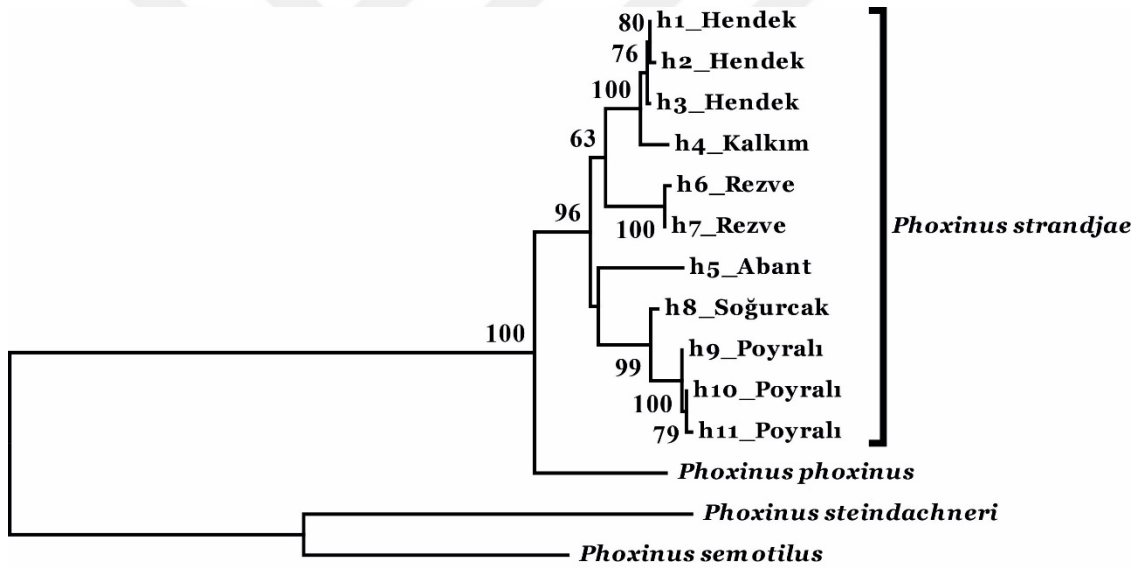 80 h1_Hendek
76 h2_Hendek
100 h3_Hendek
63 h4_Kalkım
h6_Rezve
96 100 h7_Rezve
Phoxinus strandjae
h5_Abant
h8_Soğurcak
100 99 h9_Poyralı
100 h10_Poyralı
79 h11_Poyralı
Phoxinus phoxinus
Phoxinus steindachneri
Phoxinus semotilus